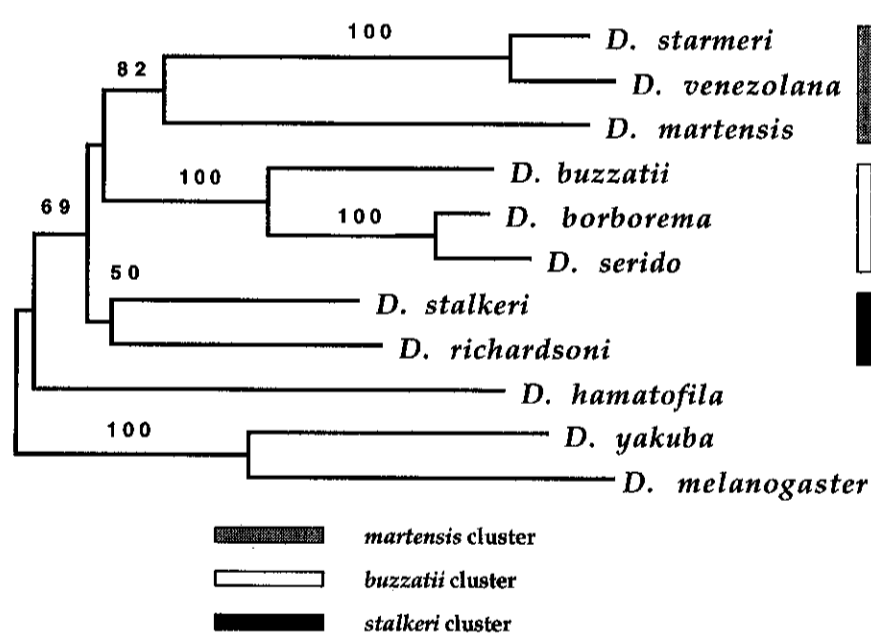 100
D. starmeri
82
D. venezolana
D. martensis
100
D. buzzatii
69
100
D. borborema
D. serido
50
D. stalkeri
D. richardsoni
D. hamatofila
100
D. yakuba
D. melanogaster
martensis cluster
buzzatii cluster
stalkeri cluster